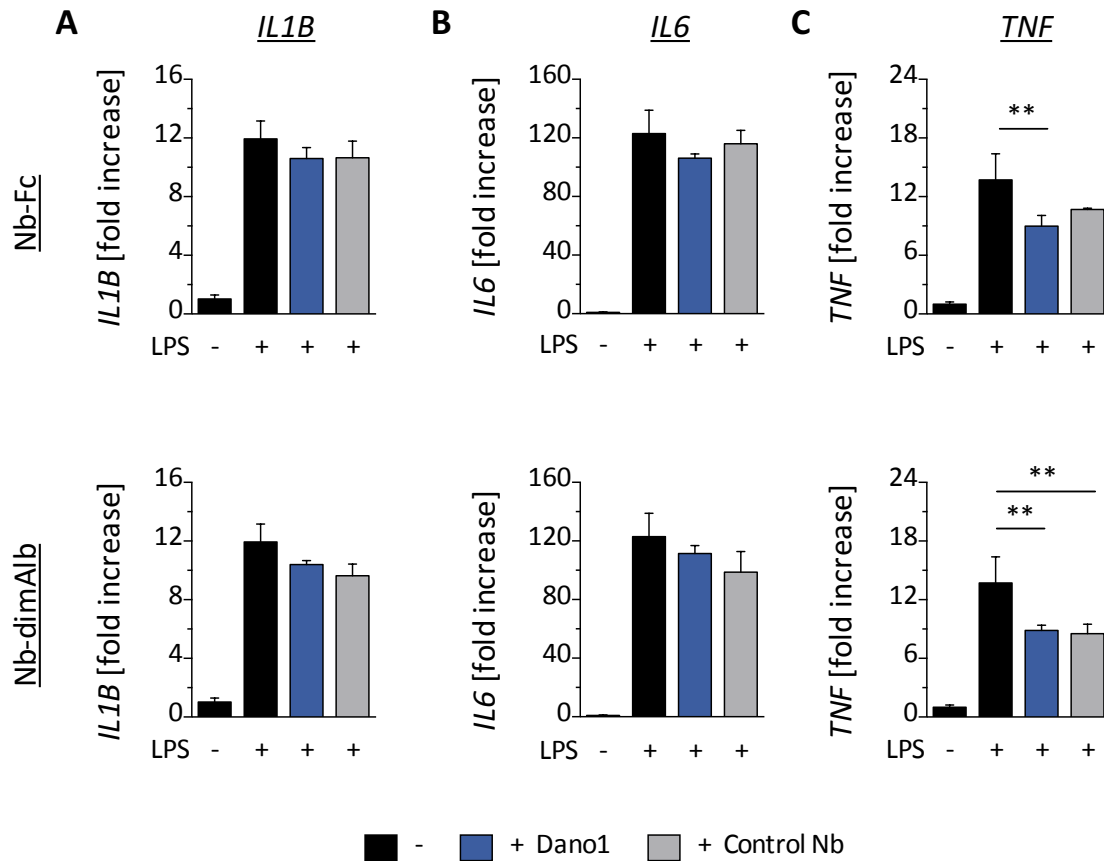 A IL1B B IL6 C TNF
Nb-Fc
IL1B [fold increase]
16
12
8
4
0
LPS - + + +
IL6 [fold increase]
160
120
80
40
0
- + + +
TNF [fold increase]
24
18
12
6
0
**
LPS - + + +
Nb-dimAlb
IL1B [fold increase]
16
12
8
4
0
LPS - + + +
IL6 [fold increase]
160
120
80
40
0
LPS - + + +
TNF [fold increase]
24
18
12
6
0
**
**
LPS - + + +
- + Dano1 + Control Nb